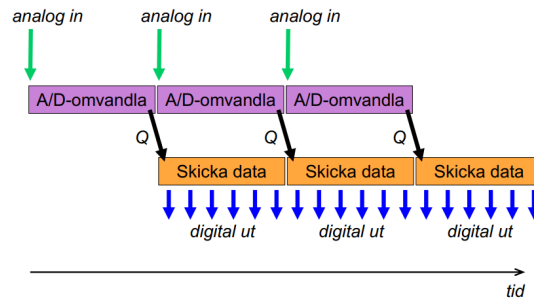 analog in analog in analog in
A/D-omvandla A/D-omvandla A/D-omvandla
Q Q Q
Skicka data Skicka data Skicka data
digital ut digital ut digital ut
tid